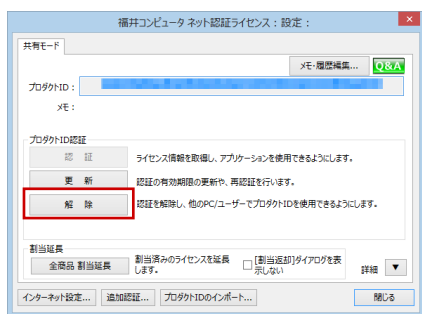 福井コンピュータ ネット認証ライセンス : 設定 :
共有モード
メモ・履歴編集... Q&A
プロダクトID :
メモ :
プロダクトID認証
認 証 ライセンス情報を取得し、アプリケーションを使用できるようにします。
更 新 認証の有効期限の更新や、再認証を行います。
解 除 認証を解除し、他のPC/ユーザーでプロダクトIDを使用できるようにします。
割当延長
全商品 割当延長 割当済みのライセンスを延長します。 [割当返却]ダイアログを表示しない 詳細 ▼
インターネット設定... 追加認証... プロダクトIDのインポート... 閉じる